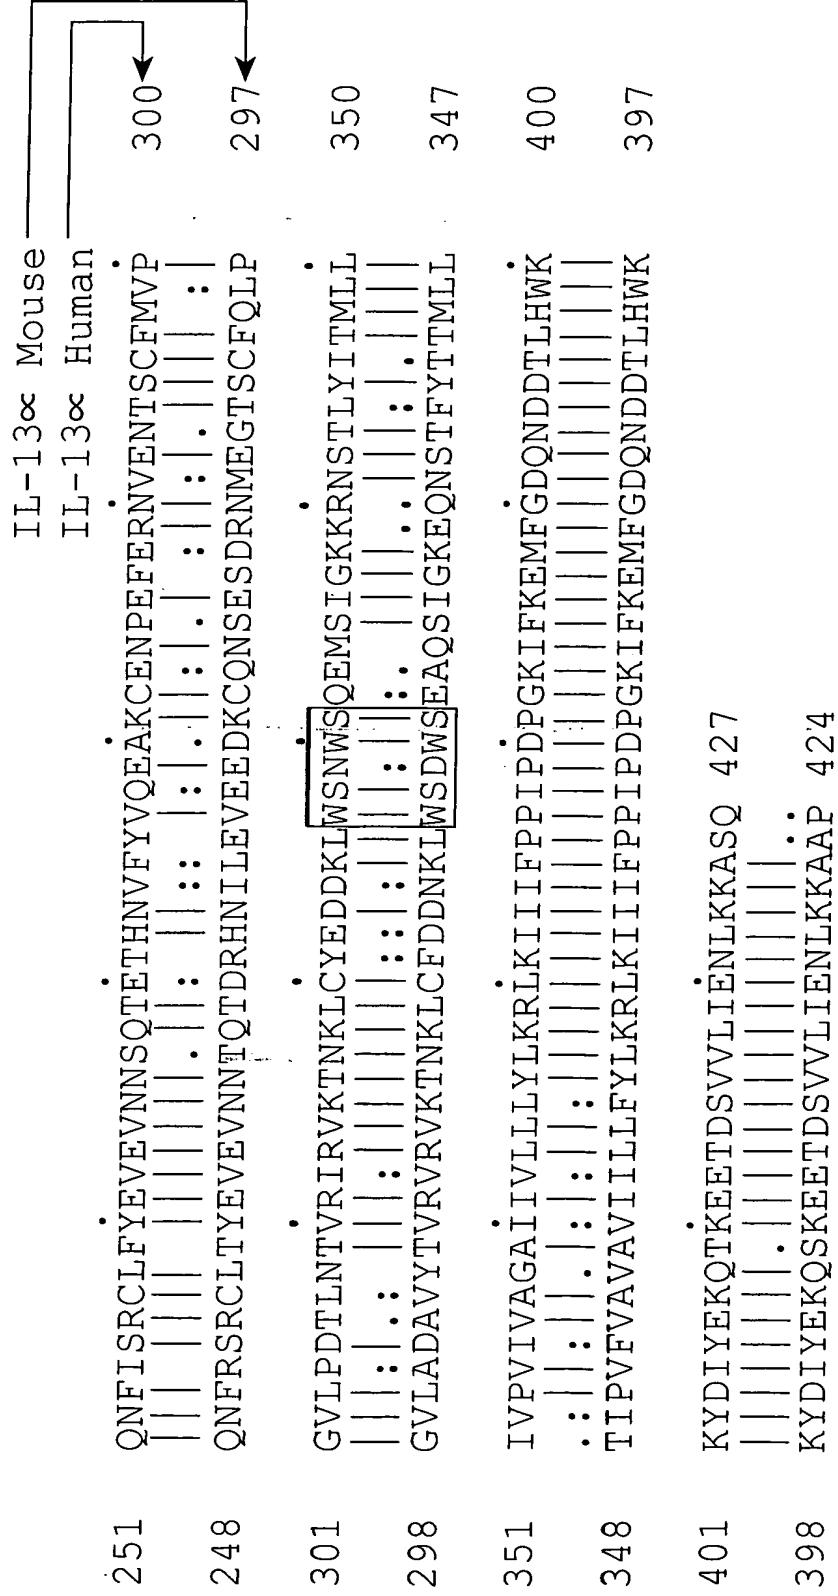 IL-13∝ Mouse
IL-13∝ Human
251 QNFISRCLFYEVEVNNSQTETHNVFYVQEAKCENPEFERNVENTSCFMVP 300
248 QNFRSRCLTYEVEVNNTQTDRHNILEVEEDKCQNSESDRNMEGTSCFQLP 297
301 GVLPDTLNTVRIRVKTNKLCYEDDKLWSNWSQEMSIGKKRNSTLYITMLL 350
298 GVLADAVYTVRVRVKTNKLCFDDNKLWSDWSEAQSIGKEQNSTFYTTMLL 347
351 IVPVIVAGAIIVLLLYLKRLKIIIFPPIPDPGKIFKEMFGDQNDDTLHWK 400
348 TIPVFVAVAVIILLFYLKRLKIIIFPPIPDPGKIFKEMFGDQNDDTLHWK 397
401 KYDIYEKQTKEETDSVVLIENLKKASQ 427
398 KYDIYEKQSKEETDSVVLIENLKKAAP 424